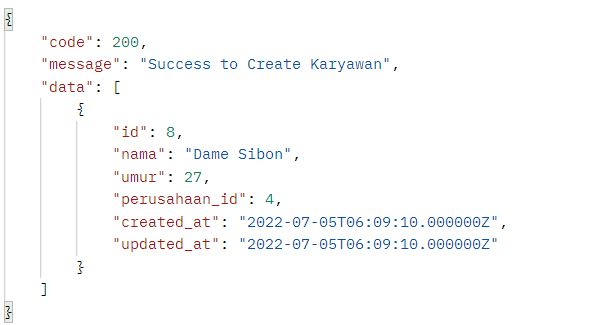 {
"code": 200,
"message": "Success to Create Karyawan",
"data": [
{
"id": 8,
"nama": "Dame Sibon",
"umur": 27,
"perusahaan_id": 4,
"created_at": "2022-07-05T06:09:10.000000Z",
"updated_at": "2022-07-05T06:09:10.000000Z"
}
]
}